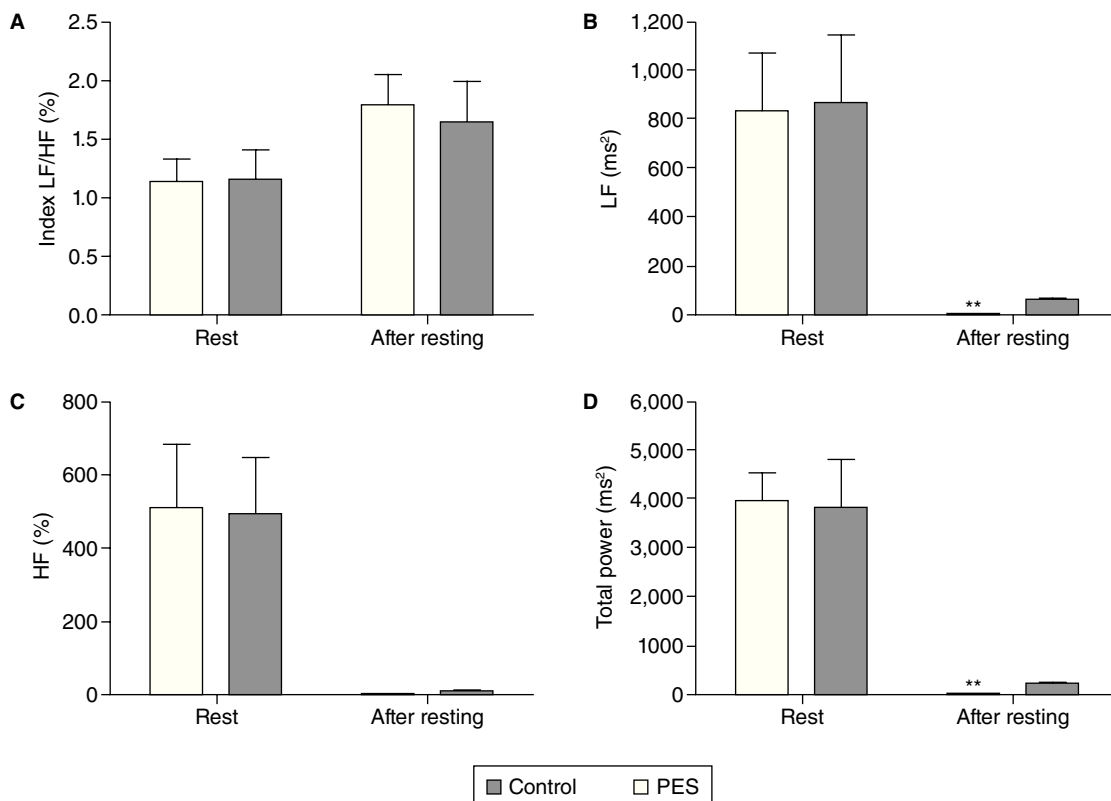 A
Index LF/HF (%)
2.5
2.0
1.5
1.0
0.5
0.0
Rest
After resting
B
LF (ms²)
1,200
1,000
800
600
400
200
0
**
Rest
After resting
C
HF (%)
800
600
400
200
0
Rest
After resting
D
Total power (ms²)
6,000
5,000
4,000
3,000
2,000
1000
0
**
Rest
After resting
Control PES